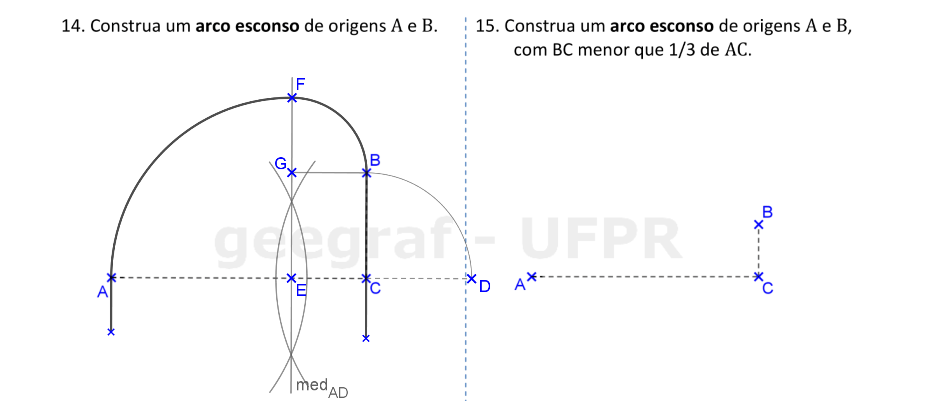 14. Construa um arco esconso de origens A e B.
15. Construa um arco esconso de origens A e B,
com BC menor que 1/3 de AC.
F
G
B
A
E
C
D
med AD
B
A
C
geegraf - UFPR